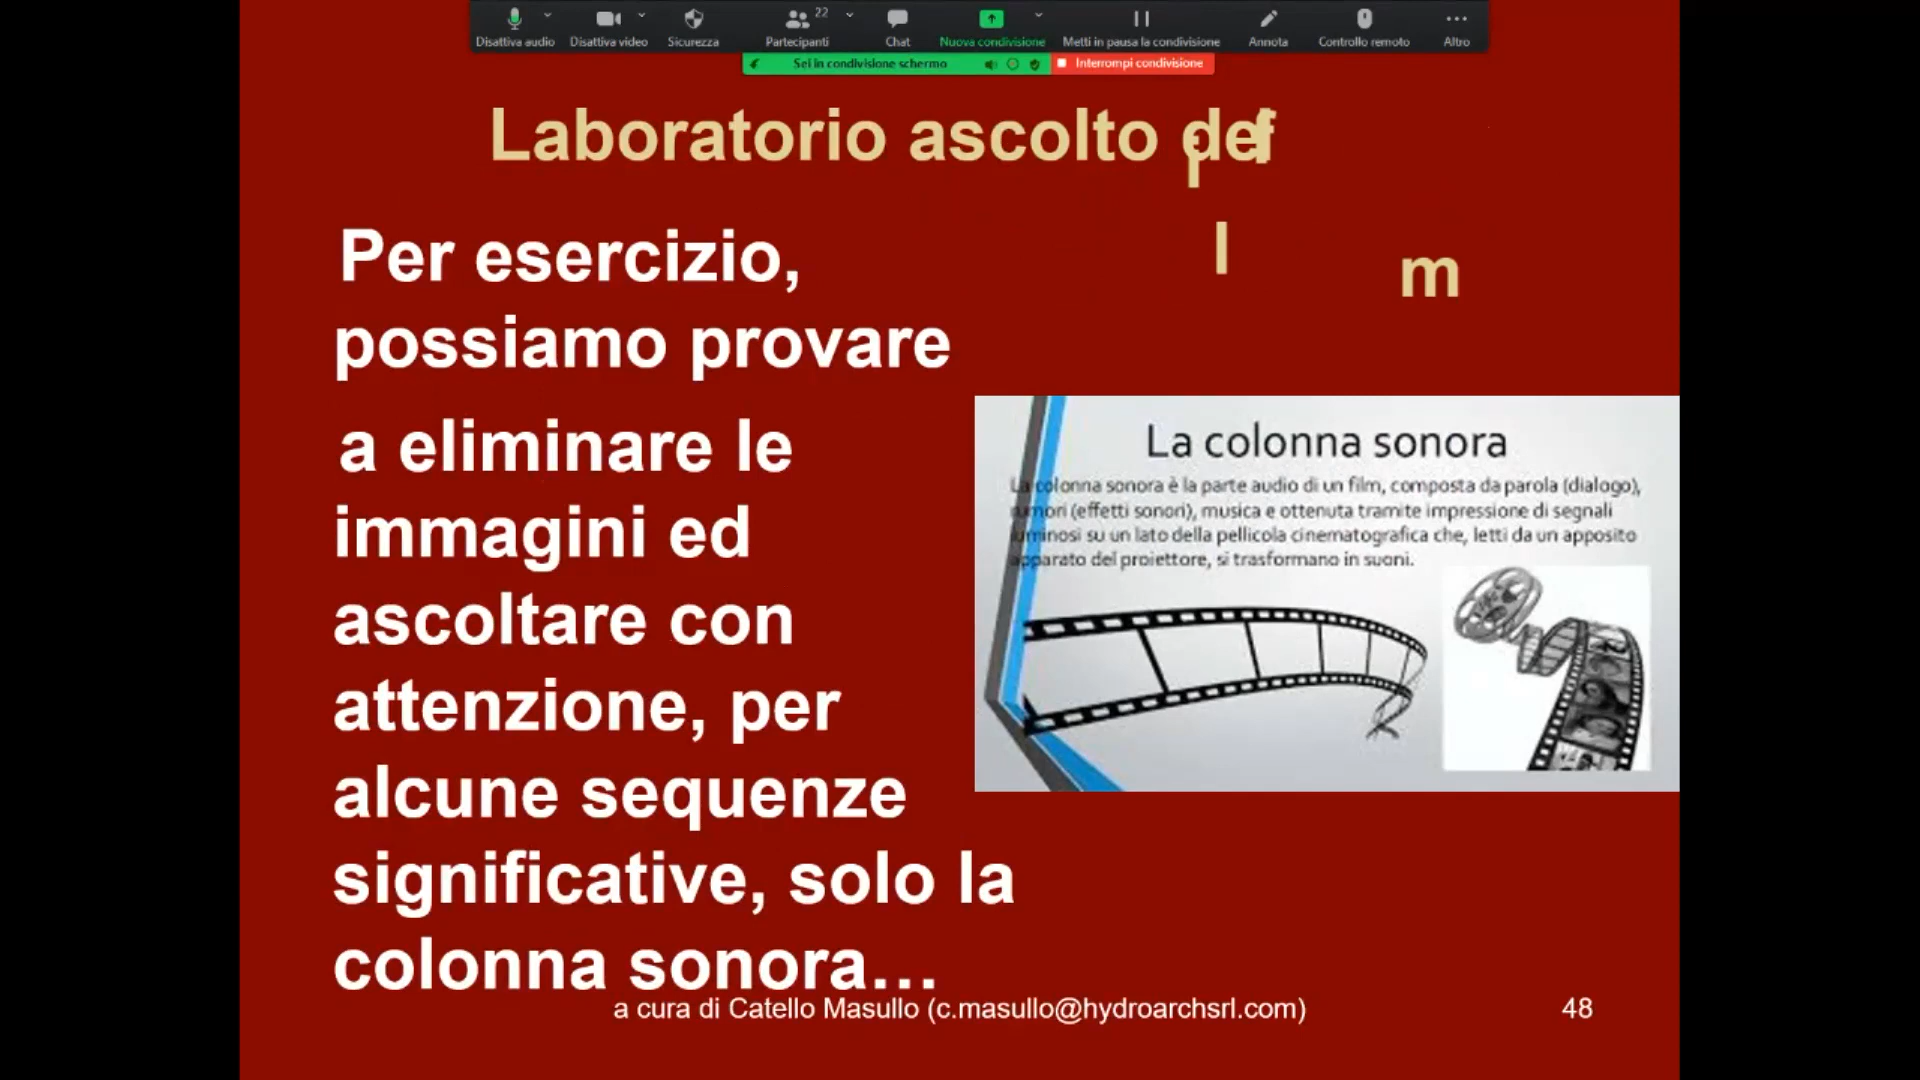 Disattiva audio Disattiva video Sicurezza Partecipanti 22 Chat Nuova condivisione Metti in pausa la condivisione Annota Controllo remoto Altro
Sei in condivisione schermo Interrompi condivisione
Laboratorio ascolto del f
i
l
m
Per esercizio,
possiamo provare
a eliminare le
immagini ed
ascoltare con
attenzione, per
alcune sequenze
significative, solo la
colonna sonora…
La colonna sonora
La colonna sonora è la parte audio di un film, composta da parola (dialogo),
rumori (effetti sonori), musica e ottenuta tramite impressione di segnali
luminosi su un lato della pellicola cinematografica che, letti da un apposito
apparato del proiettore, si trasformano in suoni.
a cura di Catello Masullo (c.masullo@hydroarchsrl.com)
48